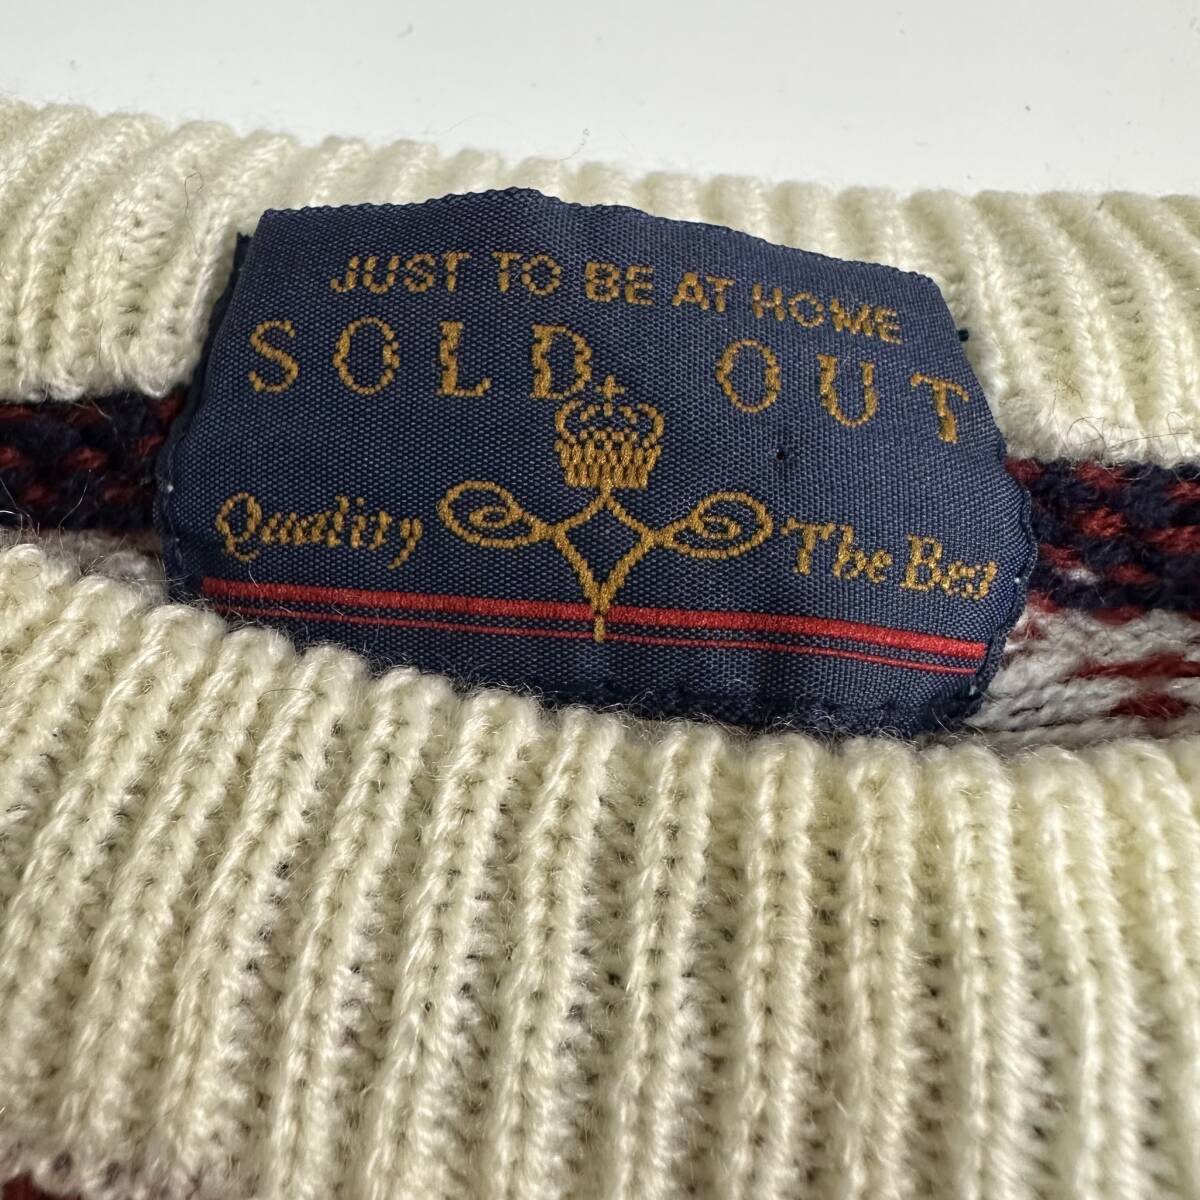 JUST TO BE AT HOME
SOLD OUT
Quality The Best